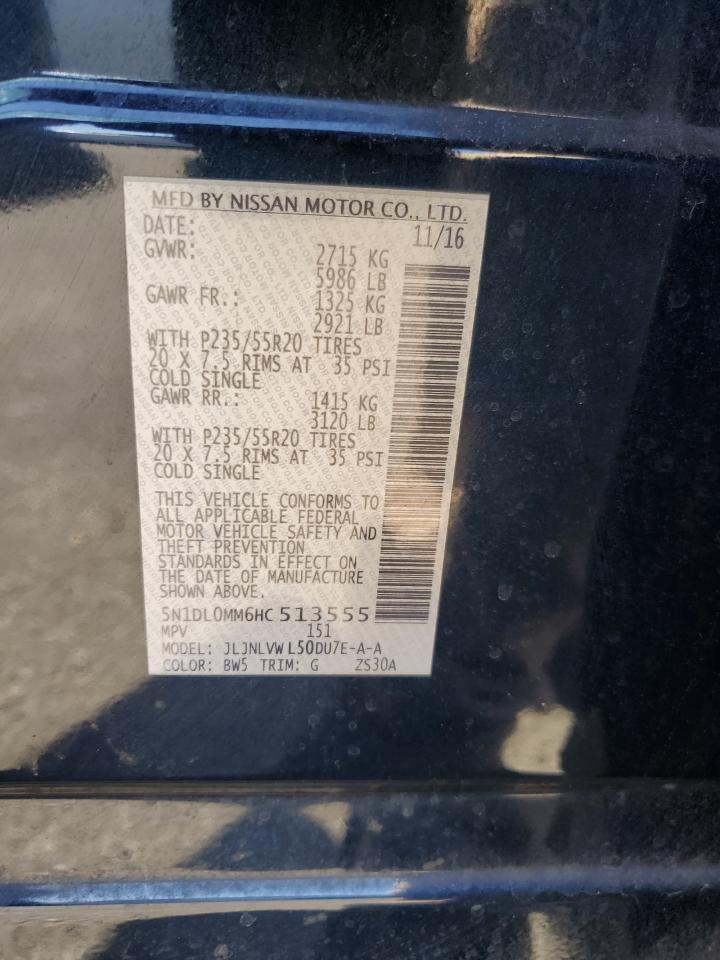 MFD BY NISSAN MOTOR CO., LTD.
DATE: 11/16
GVWR: 2715 KG
5986 LB
GAWR FR.: 1325 KG
2921 LB
WITH P235/55R20 TIRES
20 X 7.5 RIMS AT 35 PSI
COLD SINGLE
GAWR RR.: 1415 KG
3120 LB
WITH P235/55R20 TIRES
20 X 7.5 RIMS AT 35 PSI
COLD SINGLE
THIS VEHICLE CONFORMS TO
ALL APPLICABLE FEDERAL
MOTOR VEHICLE SAFETY AND
THEFT PREVENTION
STANDARDS IN EFFECT ON
THE DATE OF MANUFACTURE
SHOWN ABOVE.
5N1DL0MM6HC 513555
MPV 151
MODEL: JLJNLVW L50DU7E-A-A
COLOR: BW5 TRIM: G ZS30A